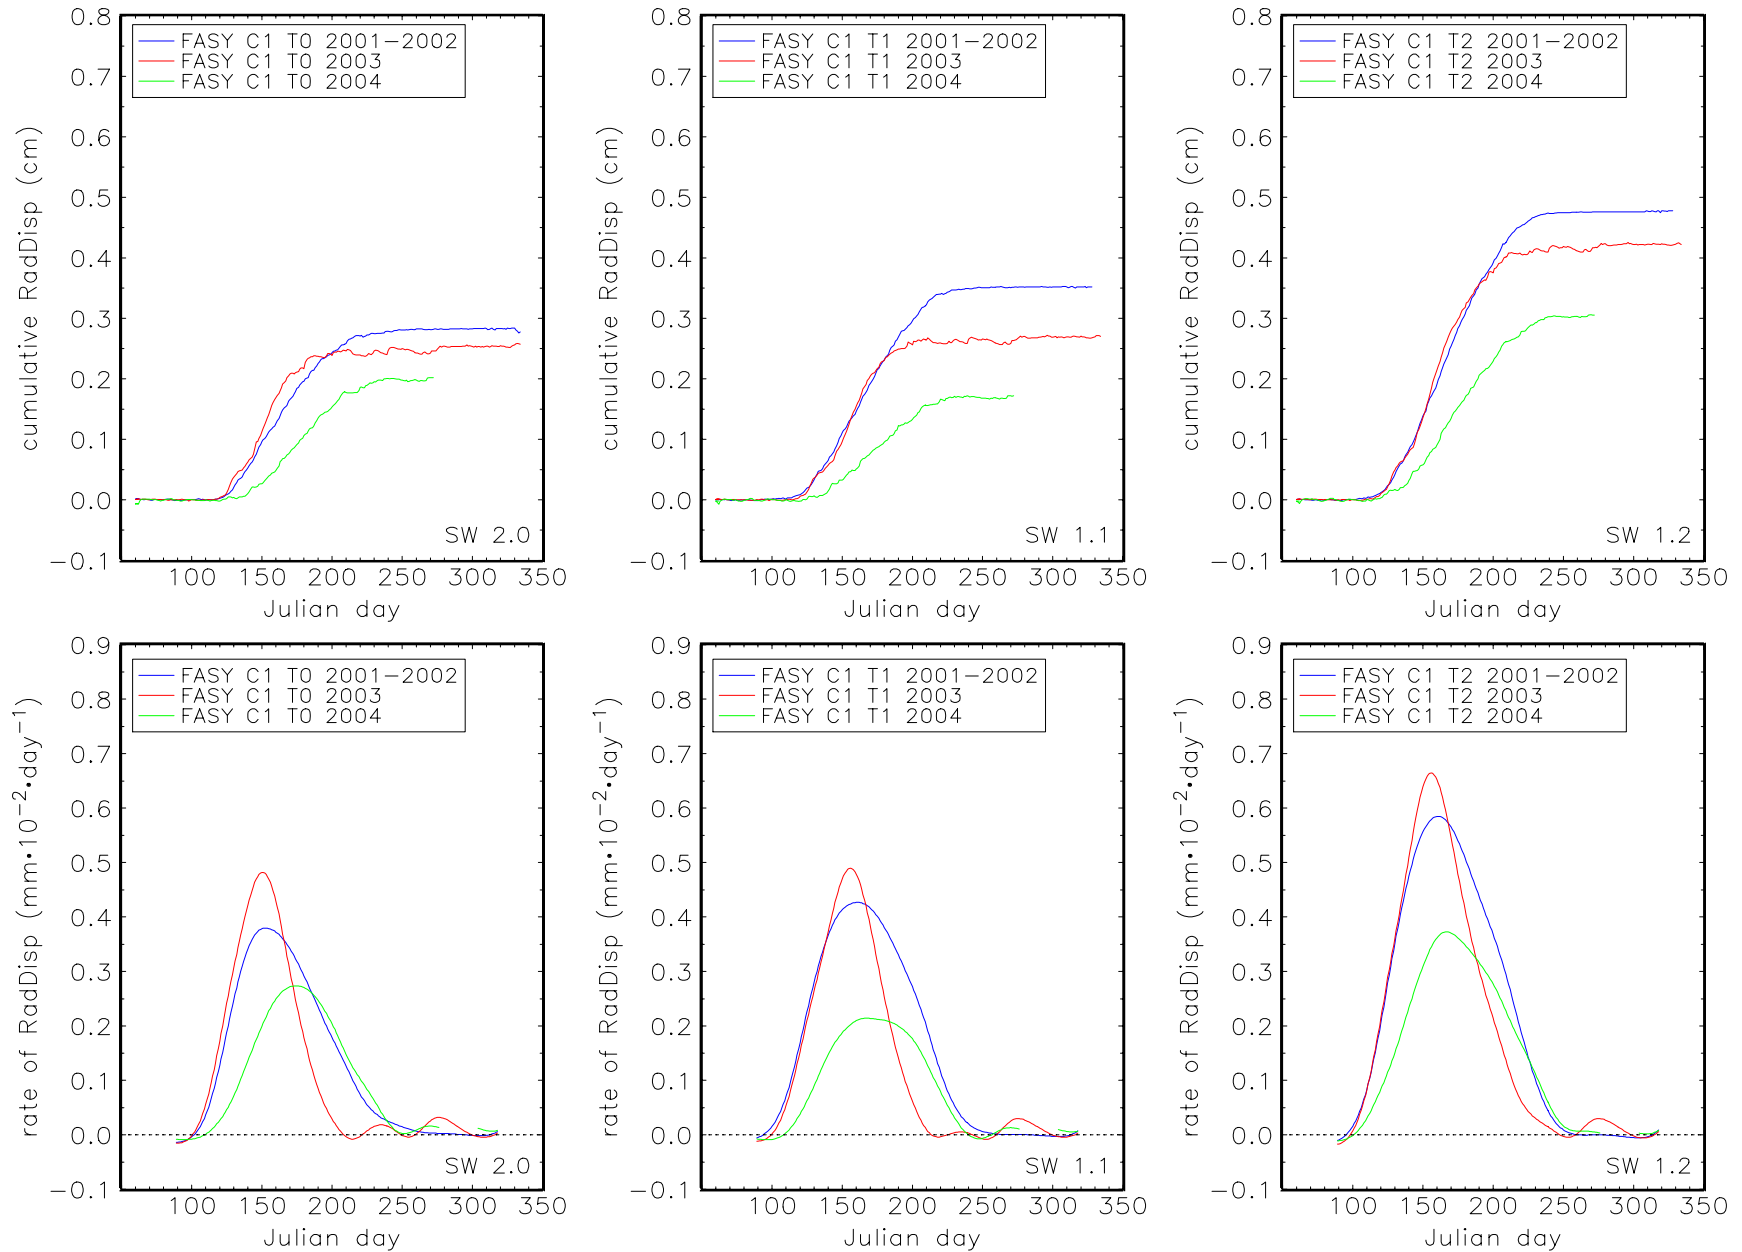 0.8
0.7
0.6
0.5
0.4
0.3
0.2
0.1
0.0
−0.1
cumulative RadDisp (cm)
FASY C1 T0 2001−2002
FASY C1 T0 2003
FASY C1 T0 2004
SW 2.0
100 150 200 250 300 350
Julian day
0.8
0.7
0.6
0.5
0.4
0.3
0.2
0.1
0.0
−0.1
cumulative RadDisp (cm)
FASY C1 T1 2001−2002
FASY C1 T1 2003
FASY C1 T1 2004
SW 1.1
100 150 200 250 300 350
Julian day
0.8
0.7
0.6
0.5
0.4
0.3
0.2
0.1
0.0
−0.1
cumulative RadDisp (cm)
FASY C1 T2 2001−2002
FASY C1 T2 2003
FASY C1 T2 2004
SW 1.2
100 150 200 250 300 350
Julian day
0.9
0.8
0.7
0.6
0.5
0.4
0.3
0.2
0.1
0.0
−0.1
rate of RadDisp (mm•10⁻²•day⁻¹)
FASY C1 T0 2001−2002
FASY C1 T0 2003
FASY C1 T0 2004
SW 2.0
100 150 200 250 300 350
Julian day
0.9
0.8
0.7
0.6
0.5
0.4
0.3
0.2
0.1
0.0
−0.1
rate of RadDisp (mm•10⁻²•day⁻¹)
FASY C1 T1 2001−2002
FASY C1 T1 2003
FASY C1 T1 2004
SW 1.1
100 150 200 250 300 350
Julian day
0.9
0.8
0.7
0.6
0.5
0.4
0.3
0.2
0.1
0.0
−0.1
rate of RadDisp (mm•10⁻²•day⁻¹)
FASY C1 T2 2001−2002
FASY C1 T2 2003
FASY C1 T2 2004
SW 1.2
100 150 200 250 300 350
Julian day